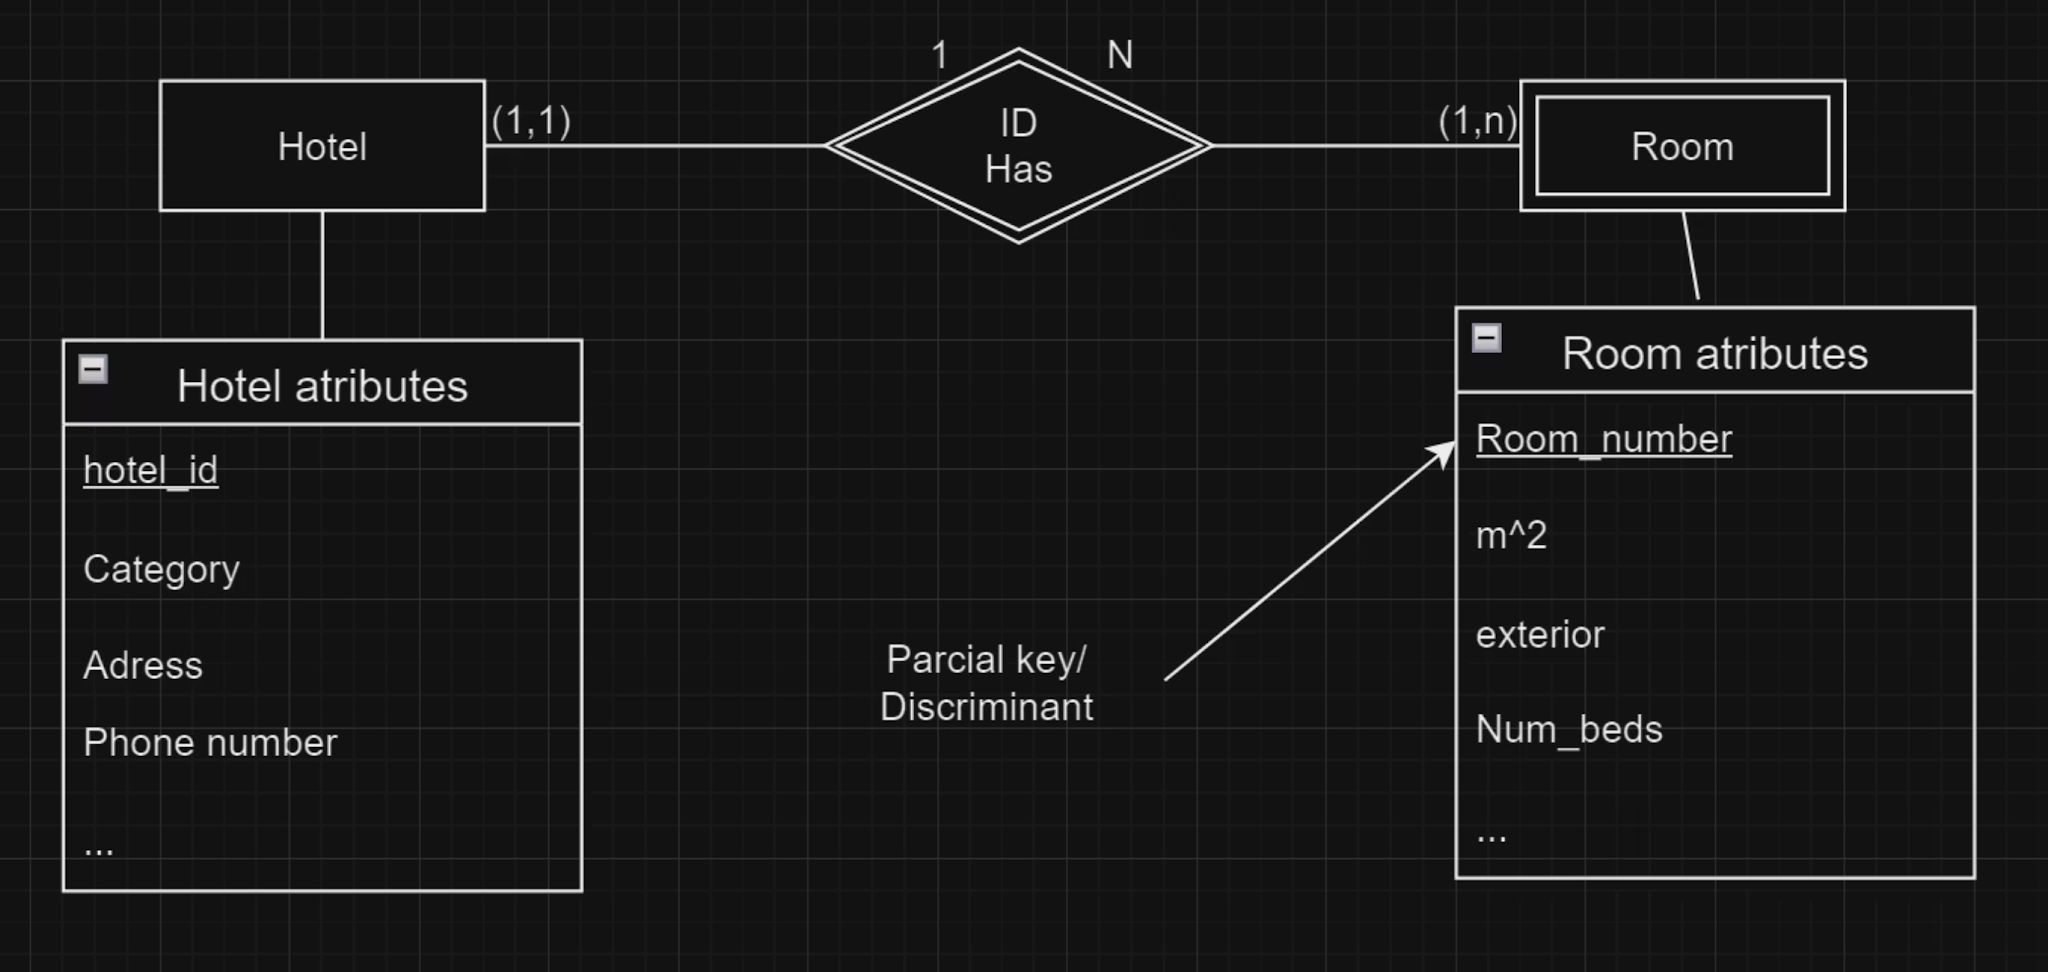 1
N
Hotel
(1,1)
ID
Has
(1,n)
Room
Hotel atributes
hotel_id
Category
Adress
Phone number
...
Parcial key/
Discriminant
Room atributes
Room_number
m^2
exterior
Num_beds
...